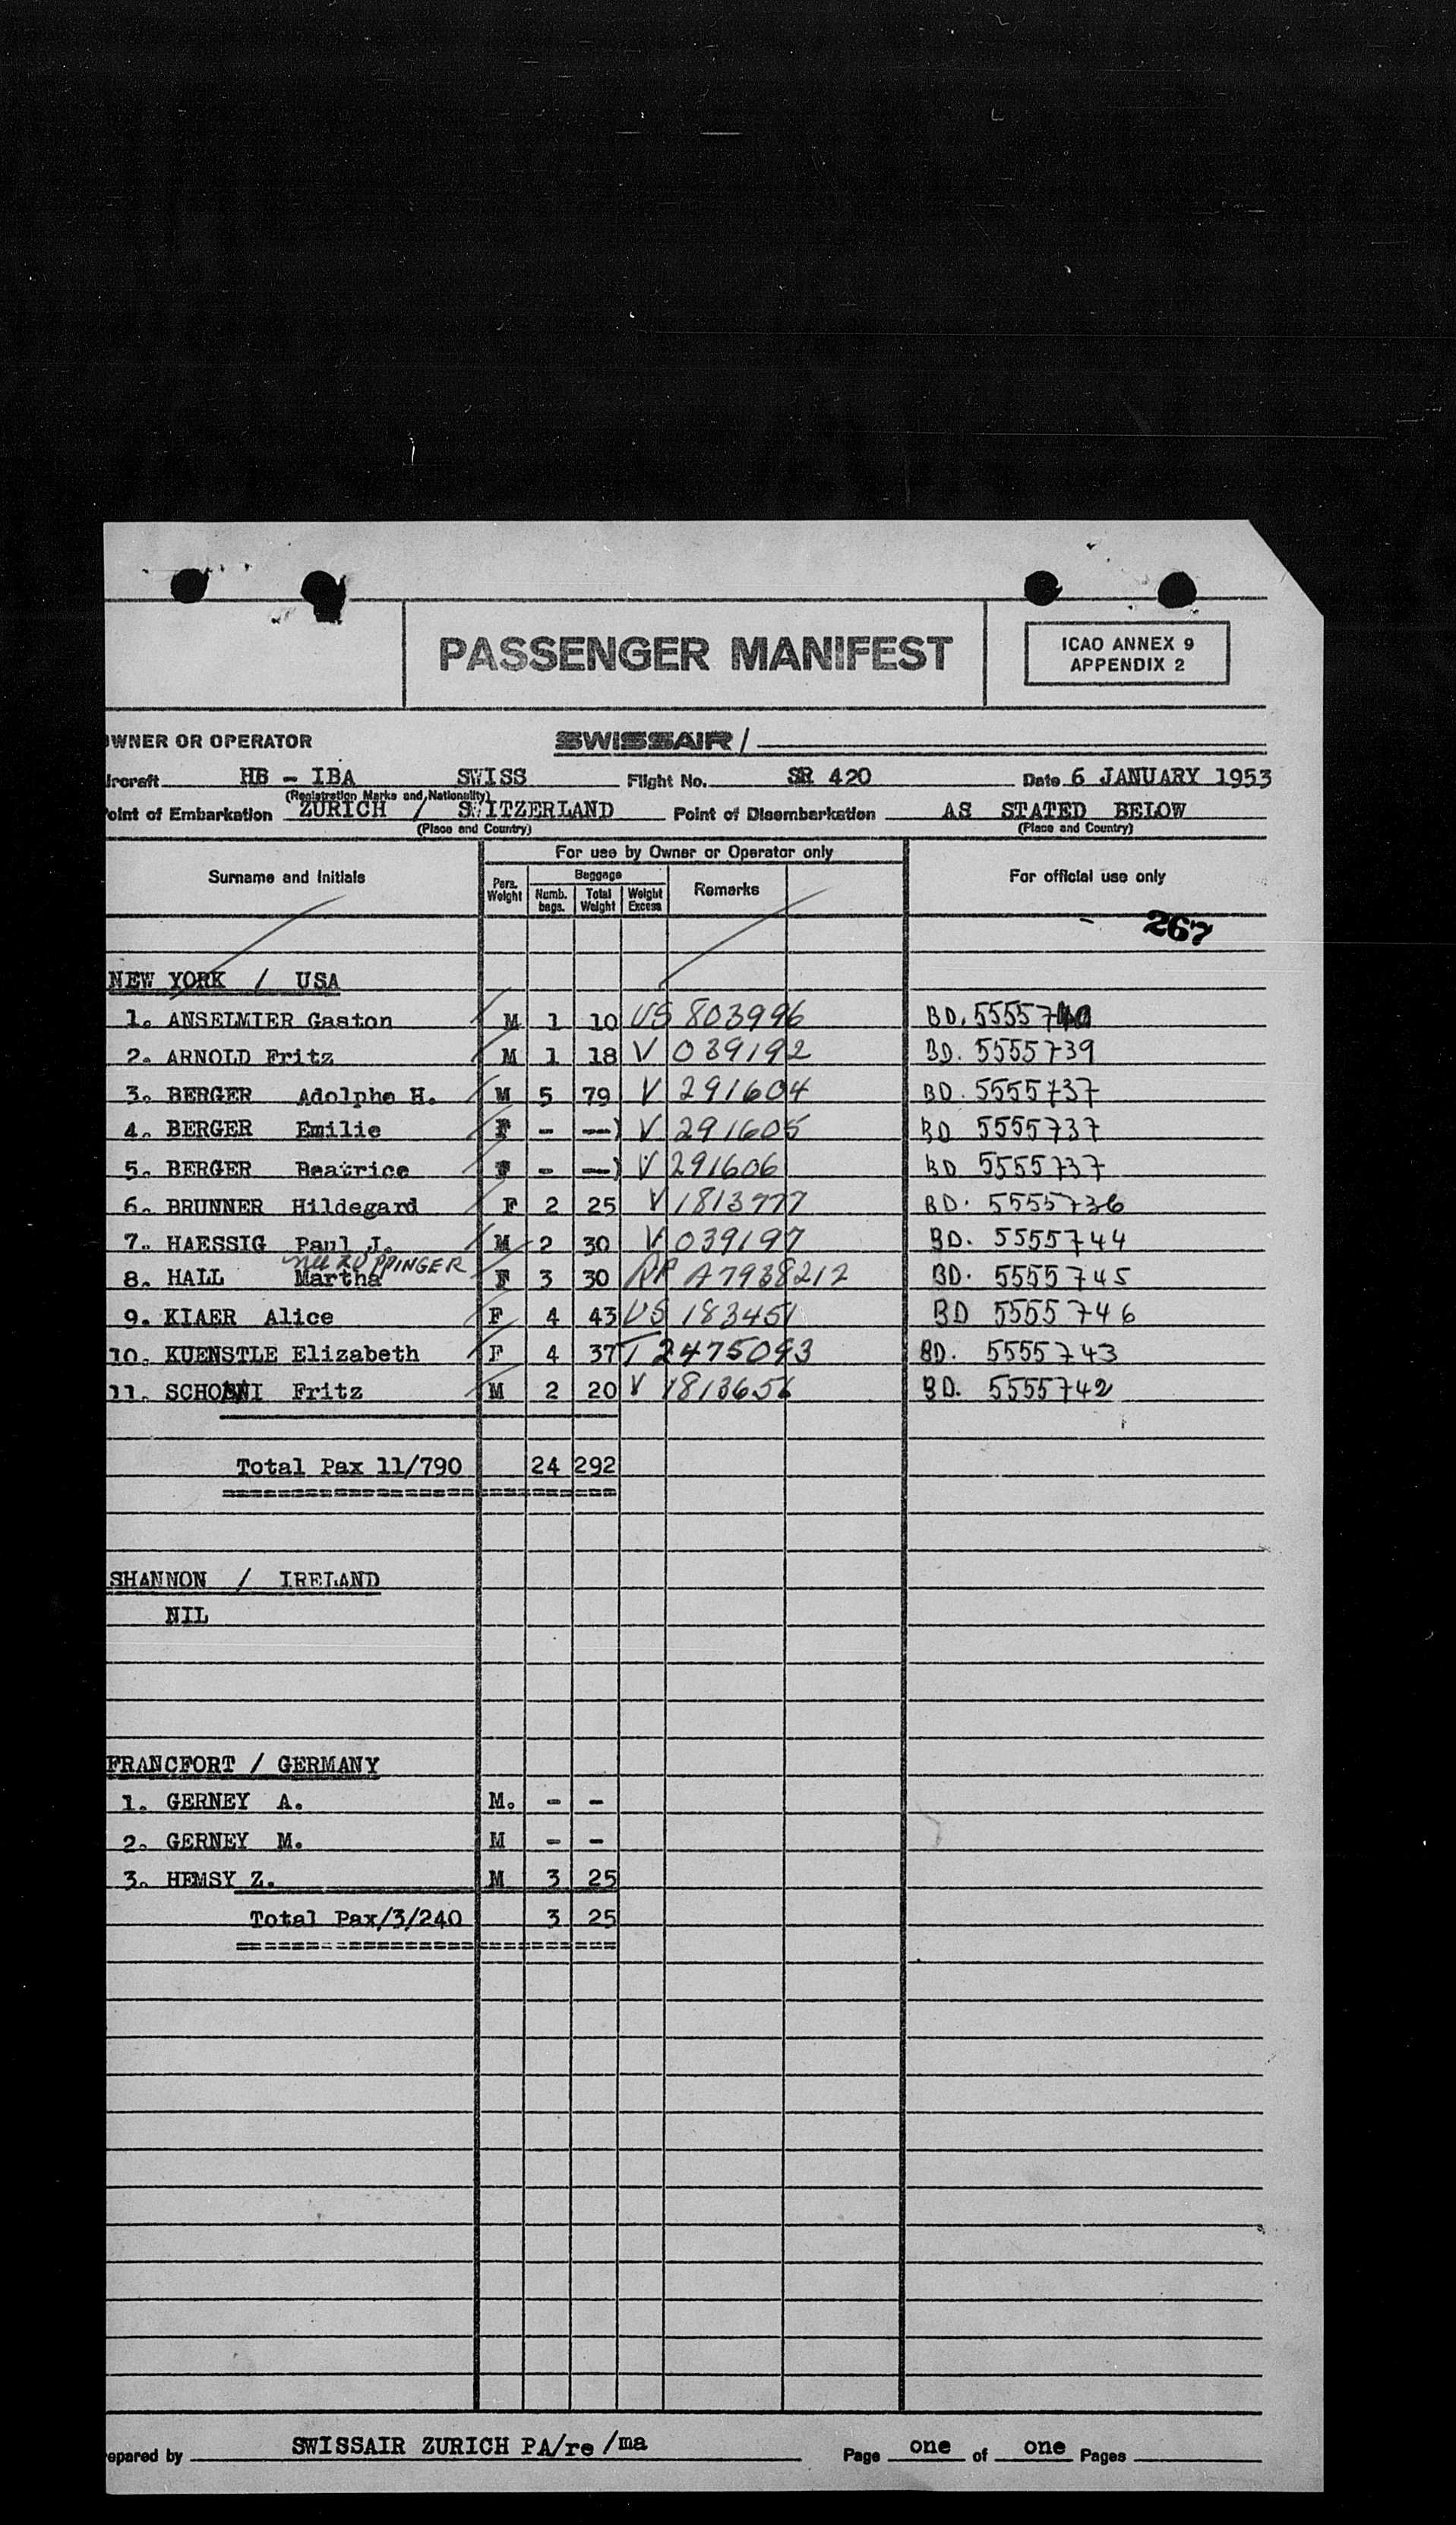 PASSENGER MANIFEST
ICAO ANNEX 9
APPENDIX 2
WNER OR OPERATOR SWISSAIR /
ircraft HB - IBA SWISS Flight No. SR 420 Date 6 JANUARY 1953
(Registration Marks and Nationality)
oint of Embarkation ZURICH / SWITZERLAND Point of Disembarkation AS STATED BELOW
(Place and Country) (Place and Country)
For use by Owner or Operator only
Surname and Initials Pers. Weight Baggage Numb. bags. Total Weight Weight Excess Remarks For official use only
267
NEW YORK / USA
1. ANSELMIER Gaston M 1 10 US 803996 BD. 5555740
2. ARNOLD Fritz M 1 18 V 039192 BD. 5555739
3. BERGER Adolphe H. M 5 79 V 291604 BD. 5555737
4. BERGER Emilie F - --) V 291605 BD 5555737
5. BERGER Beatrice F - --) V 291606 BD 5555737
6. BRUNNER Hildegard F 2 25 V 1813777 BD. 5555736
7. HAESSIG Paul J. M 2 30 V 039197 BD. 5555744
PPINGER
8. HALL Martha F 3 30 RP A7938212 BD. 5555745
9. KIAER Alice F 4 43 US 183451 BD 5555746
10. KUENSTLE Elizabeth F 4 37 T 2475093 BD. 5555743
11. Fritz M 2 20 V 1813656 BD. 5555742
Total Pax 11/790 24 292
==========================
SHANNON / IRELAND
NIL
FRANCFORT / GERMANY
1. GERNEY A. M. - -
2. GERNEY M. M - -
3. HEMSY Z. M 3 25
Total Pax/3/240 3 25
==========================
epared by SWISSAIR ZURICH PA/re/ma Page one of one Pages